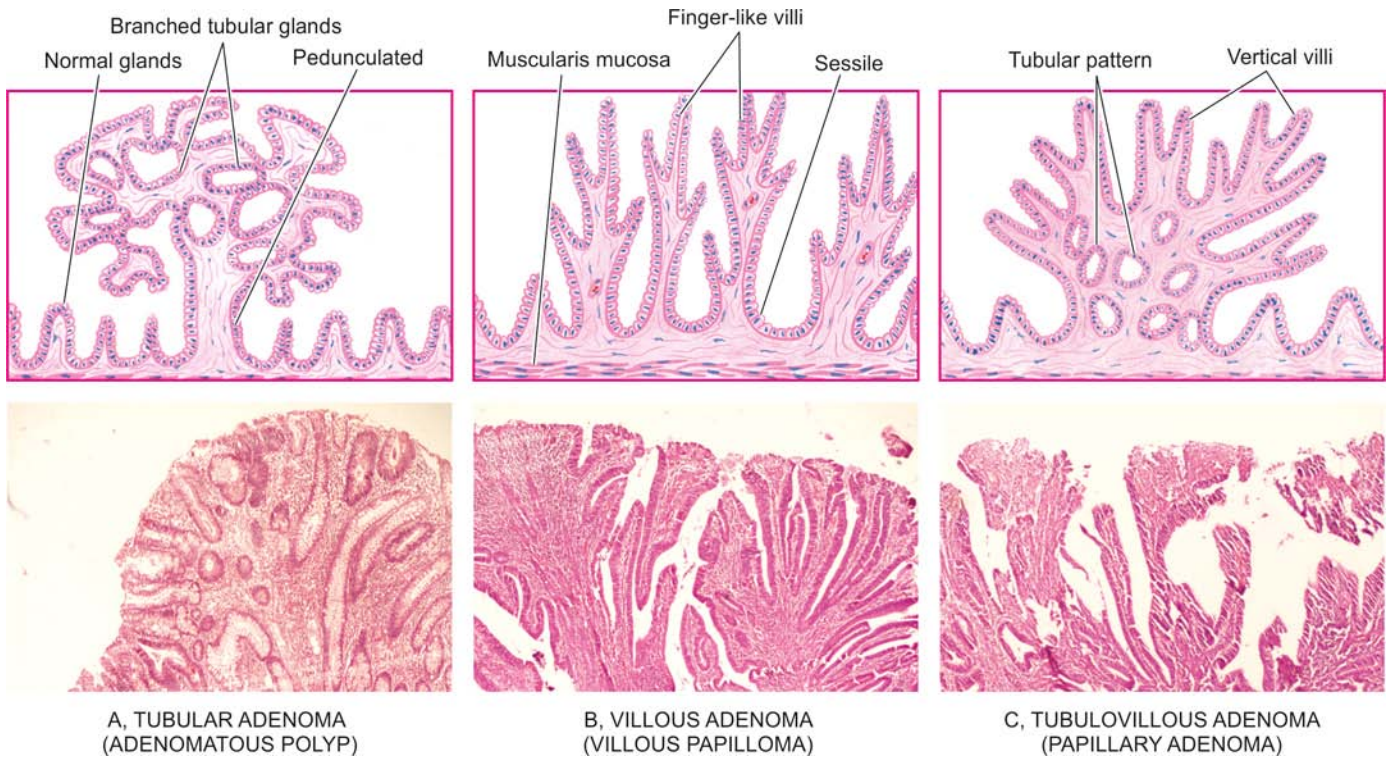 Branched tubular glands
Normal glands
Pedunculated
Finger-like villi
Muscularis mucosa
Sessile
Tubular pattern
Vertical villi
A, TUBULAR ADENOMA
(ADENOMATOUS POLYP)
B, VILLOUS ADENOMA
(VILLOUS PAPILLOMA)
C, TUBULOVILLOUS ADENOMA
(PAPILLARY ADENOMA)